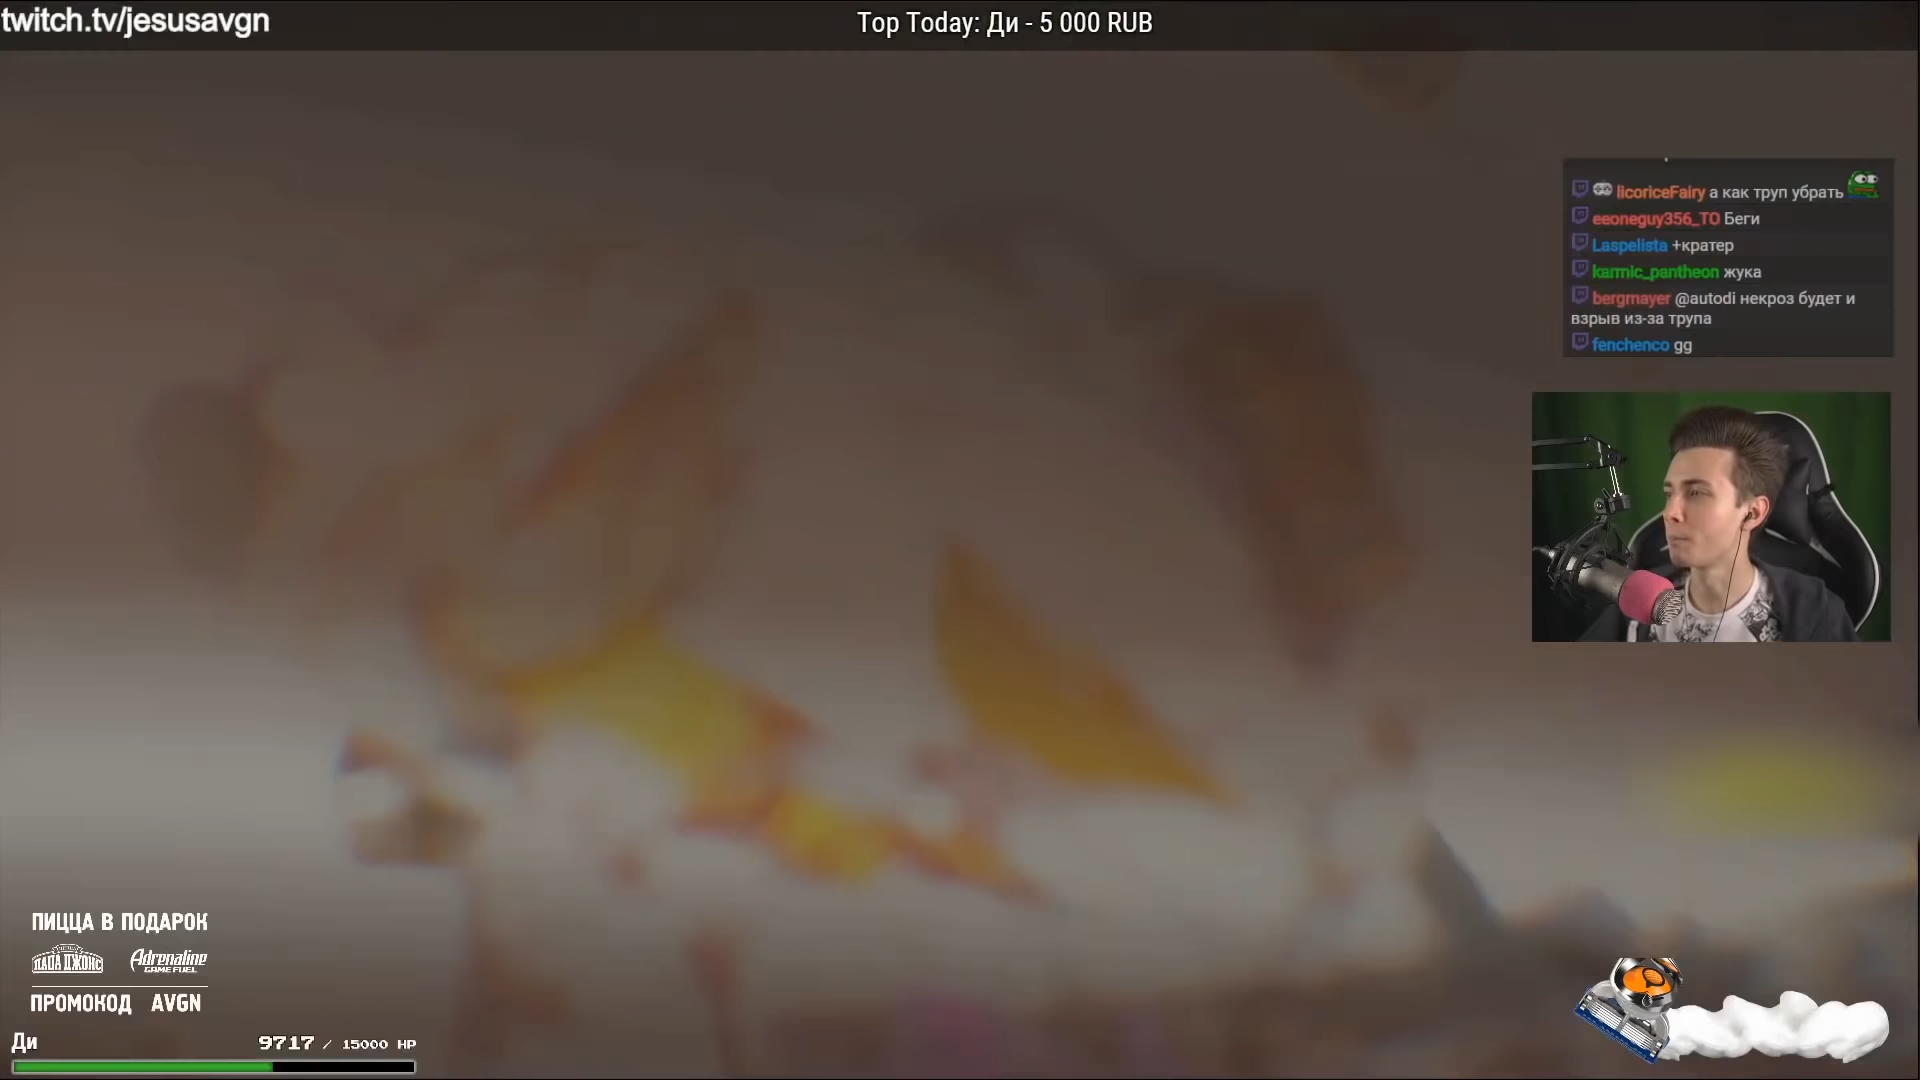 twitch.tv/jesusavgn
Top Today: Ди - 5 000 RUB
licoriceFairy а как труп убрать
eeoneguy356_TO Беги
Laspelista +кратер
karmic_pantheon жука
bergmayer @autodi некроз будет и
взрыв из-за трупа
fenchenco gg
ПИЦЦА В ПОДАРОК
ПАПА ДЖОНС Adrenaline
GAME FUEL
ПРОМОКОД AVGN
Ди 9717 / 15000 HP